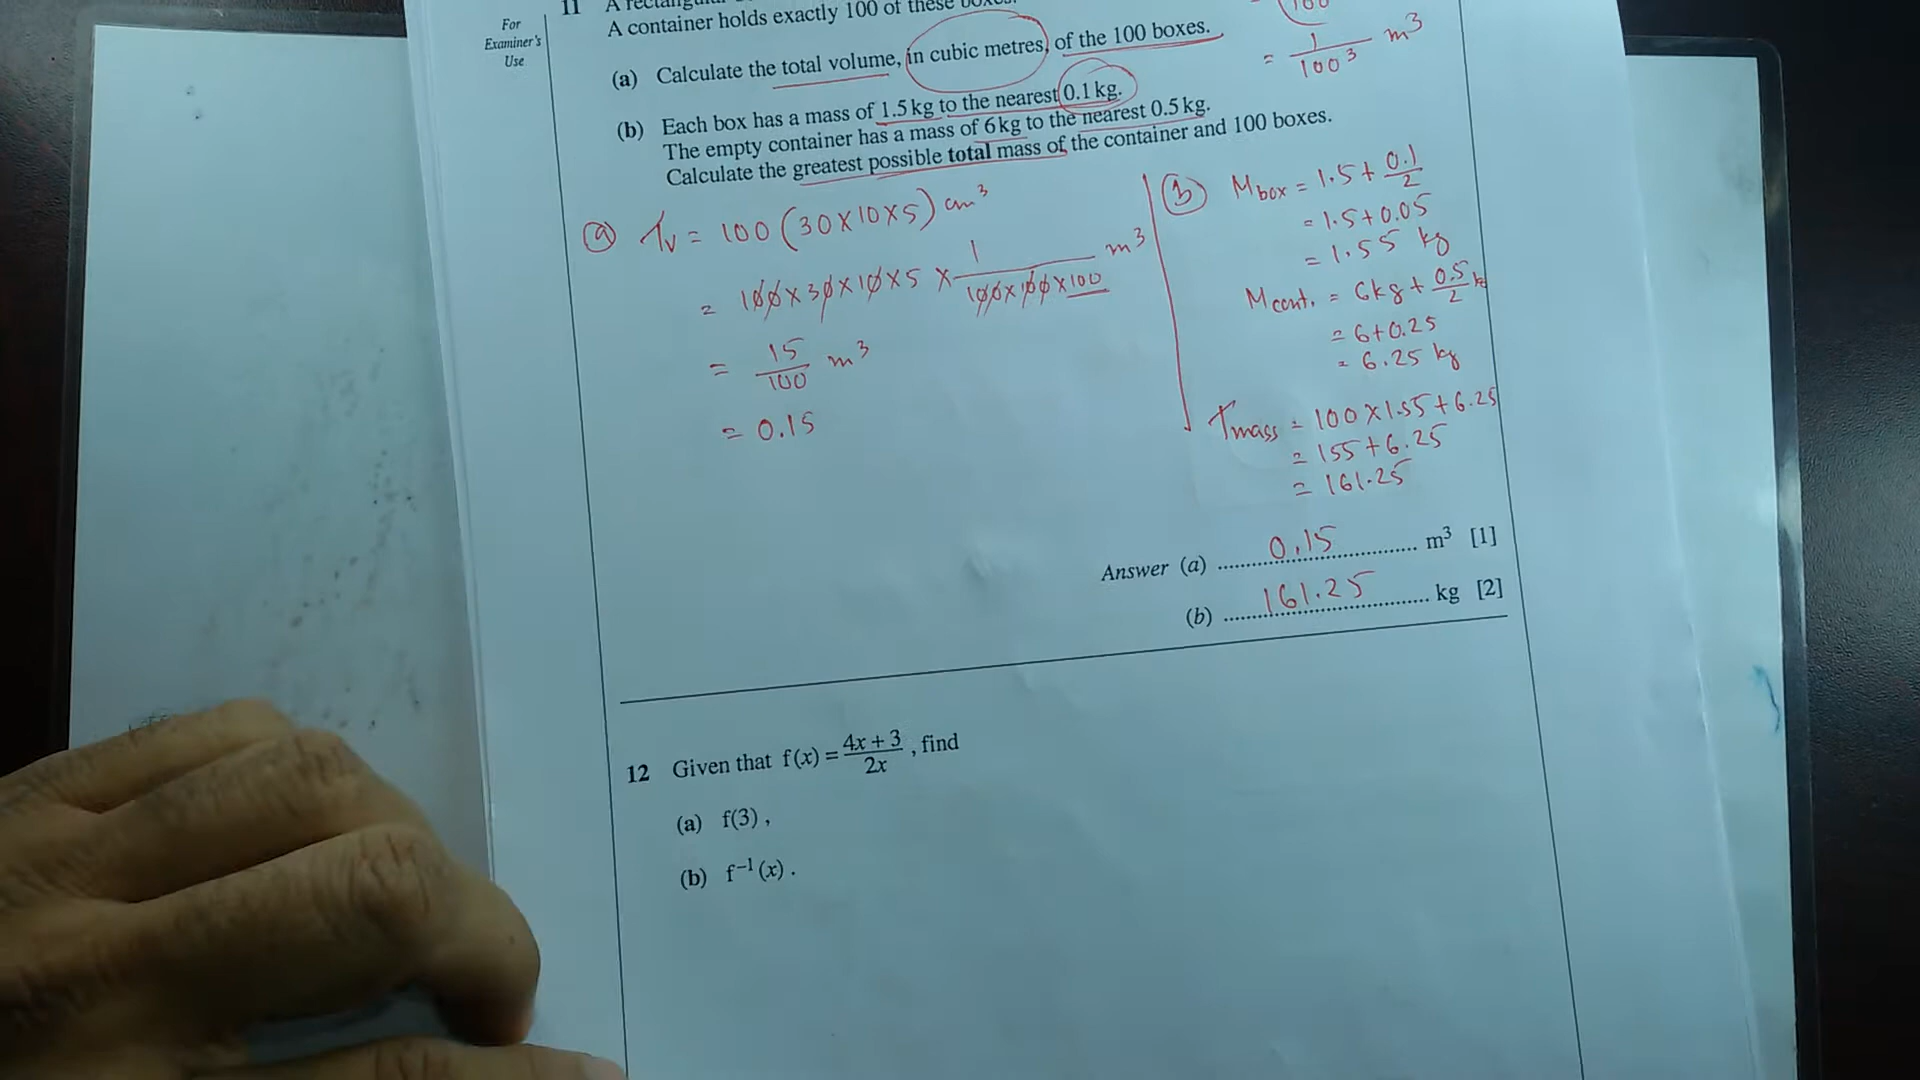 For
Examiner's
Use
11 A rectangular
A container holds exactly 100 of these boxes.
(a) Calculate the total volume, in cubic metres, of the 100 boxes.
(b) Each box has a mass of 1.5 kg to the nearest 0.1 kg.
The empty container has a mass of 6 kg to the nearest 0.5 kg.
Calculate the greatest possible total mass of the container and 100 boxes.
100
= 1/100³ m³
(a) Tv = 100 (30×10×5) cm³
= 100×30×10×5 × 1/(100×100×100) m³
= 15/100 m³
= 0.15
(b) Mbox = 1.5 + 0.1/2
= 1.5+0.05
= 1.55 kg
Mcont. = 6kg + 0.5/2 k
= 6+0.25
= 6.25 kg
Tmass = 100×1.55+6.25
= 155+6.25
= 161.25
Answer (a) 0.15 m³ [1]
(b) 161.25 kg [2]
12 Given that f(x) = (4x + 3)/2x , find
(a) f(3) ,
(b) f⁻¹(x) .